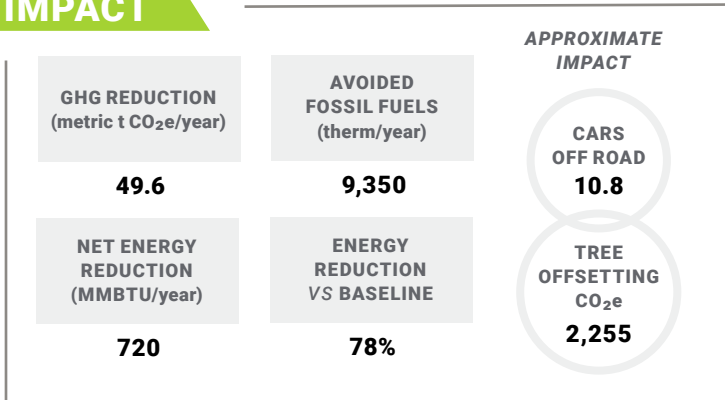 IMPACT
GHG REDUCTION
(metric t CO₂e/year)
49.6
AVOIDED
FOSSIL FUELS
(therm/year)
9,350
NET ENERGY
REDUCTION
(MMBTU/year)
720
ENERGY
REDUCTION
VS BASELINE
78%
APPROXIMATE
IMPACT
CARS
OFF ROAD
10.8
TREE
OFFSETTING
CO₂e
2,255